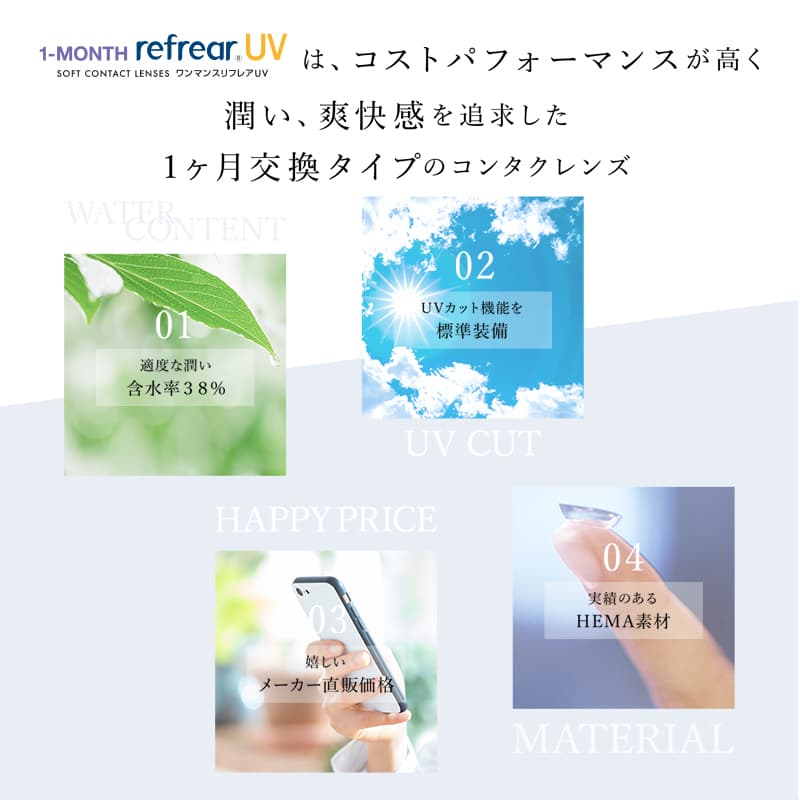 1-MONTH refrear® UV は、コストパフォーマンスが高く
SOFT CONTACT LENSES ワンマンスリフレアUV
潤い、爽快感を追求した
1ヶ月交換タイプのコンタクレンズ
WATER
CONTENT
01
適度な潤い
含水率38%
02
UVカット機能を
標準装備
UV CUT
HAPPY PRICE
03
嬉しい
メーカー直販価格
04
実績のある
HEMA素材
MATERIAL